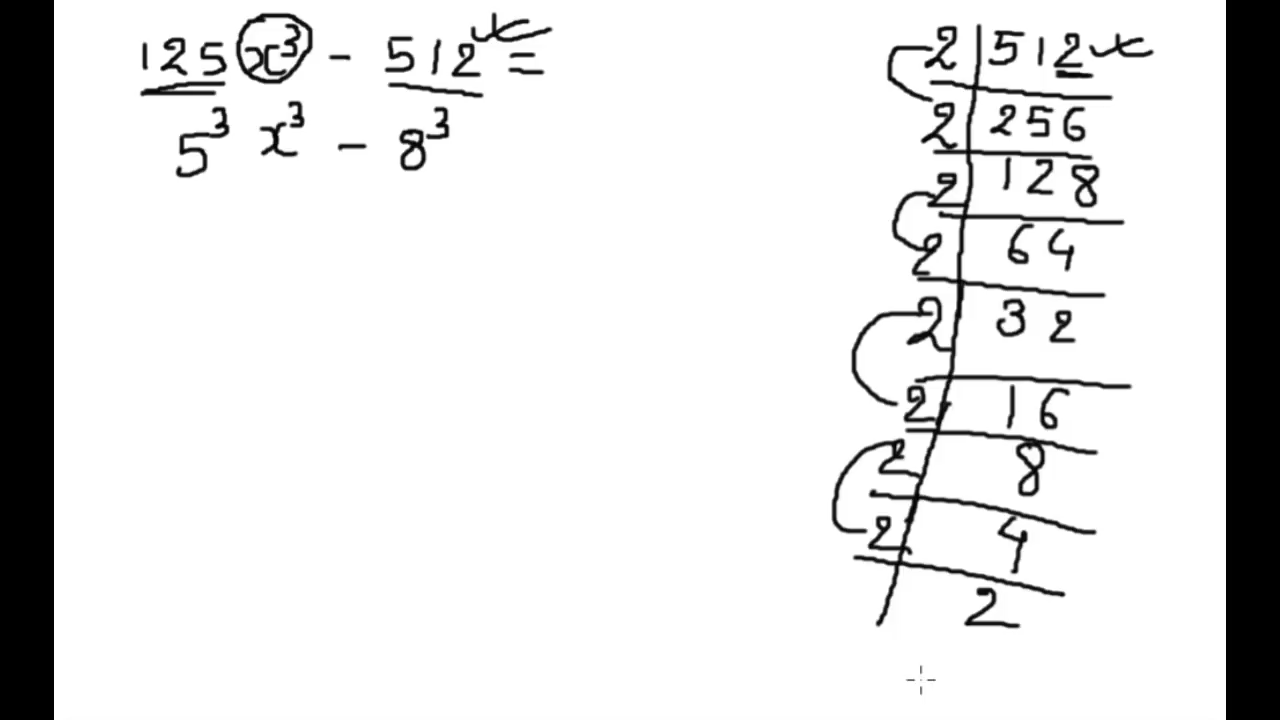 125x³ - 512 =
5³ x³ - 8³
2 | 512
2 | 256
2 | 128
2 | 64
2 | 32
2 | 16
2 | 8
2 | 4
2